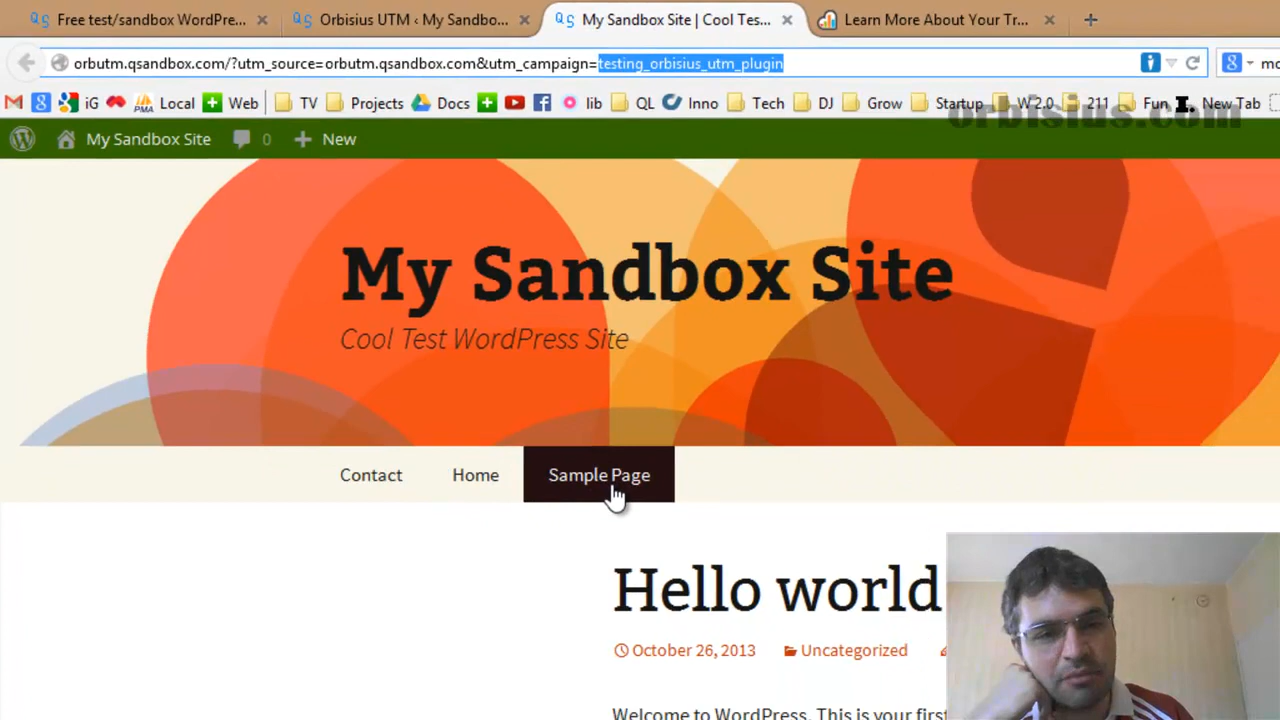 Free test/sandbox WordPre...
Orbisius UTM ‹ My Sandbo...
My Sandbox Site | Cool Tes...
Learn More About Your Tr...
orbutm.qsandbox.com/?utm_source=orbutm.qsandbox.com&utm_campaign=testing_orbisius_utm_plugin
mo
iG
PMA
Local
Web
TV
Projects
Docs
lib
QL
Inno
Tech
DJ
Grow
Startup
W 2.0
211
Fun
New Tab
orbisius.com
My Sandbox Site
0
New
My Sandbox Site
Cool Test WordPress Site
Contact
Home
Sample Page
Hello world
October 26, 2013
Uncategorized
Welcome to WordPress. This is your first